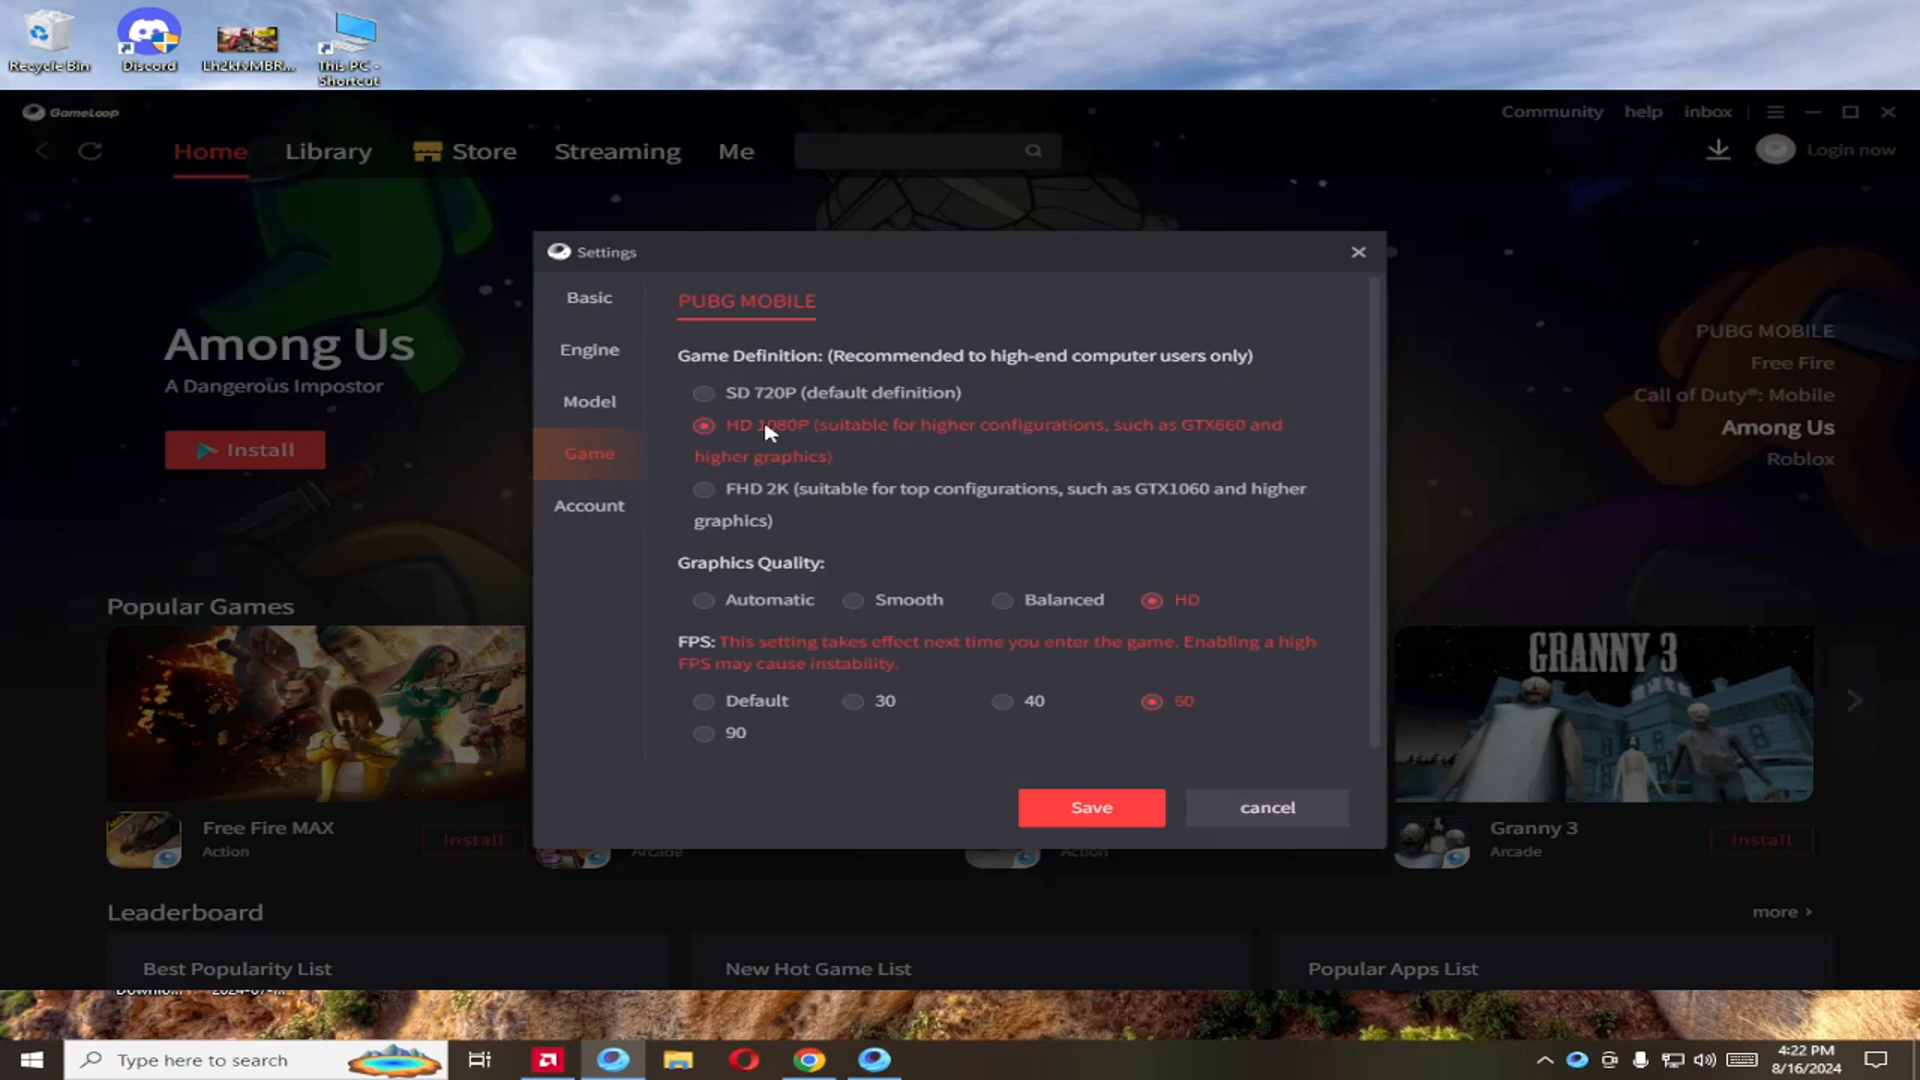 Recycle Bin
Discord
Lh2kfvMBR...
This PC -
Shortcut
GameLoop
Community
help
inbox
Home
Library
Store
Streaming
Me
Login now
Among Us
A Dangerous Impostor
Install
PUBG MOBILE
Free Fire
Call of Duty®: Mobile
Among Us
Roblox
Settings
Basic
Engine
Model
Game
Account
PUBG MOBILE
Game Definition: (Recommended to high-end computer users only)
SD 720P (default definition)
HD 1080P (suitable for higher configurations, such as GTX660 and
higher graphics)
FHD 2K (suitable for top configurations, such as GTX1060 and higher
graphics)
Graphics Quality:
Automatic
Smooth
Balanced
HD
FPS: This setting takes effect next time you enter the game. Enabling a high
FPS may cause instability.
Default
30
40
60
90
Save
cancel
Popular Games
GRANNY 3
Free Fire MAX
Action
Install
Arcade
Action
Granny 3
Arcade
Install
Leaderboard
more >
Best Popularity List
New Hot Game List
Popular Apps List
Type here to search
4:22 PM
8/16/2024